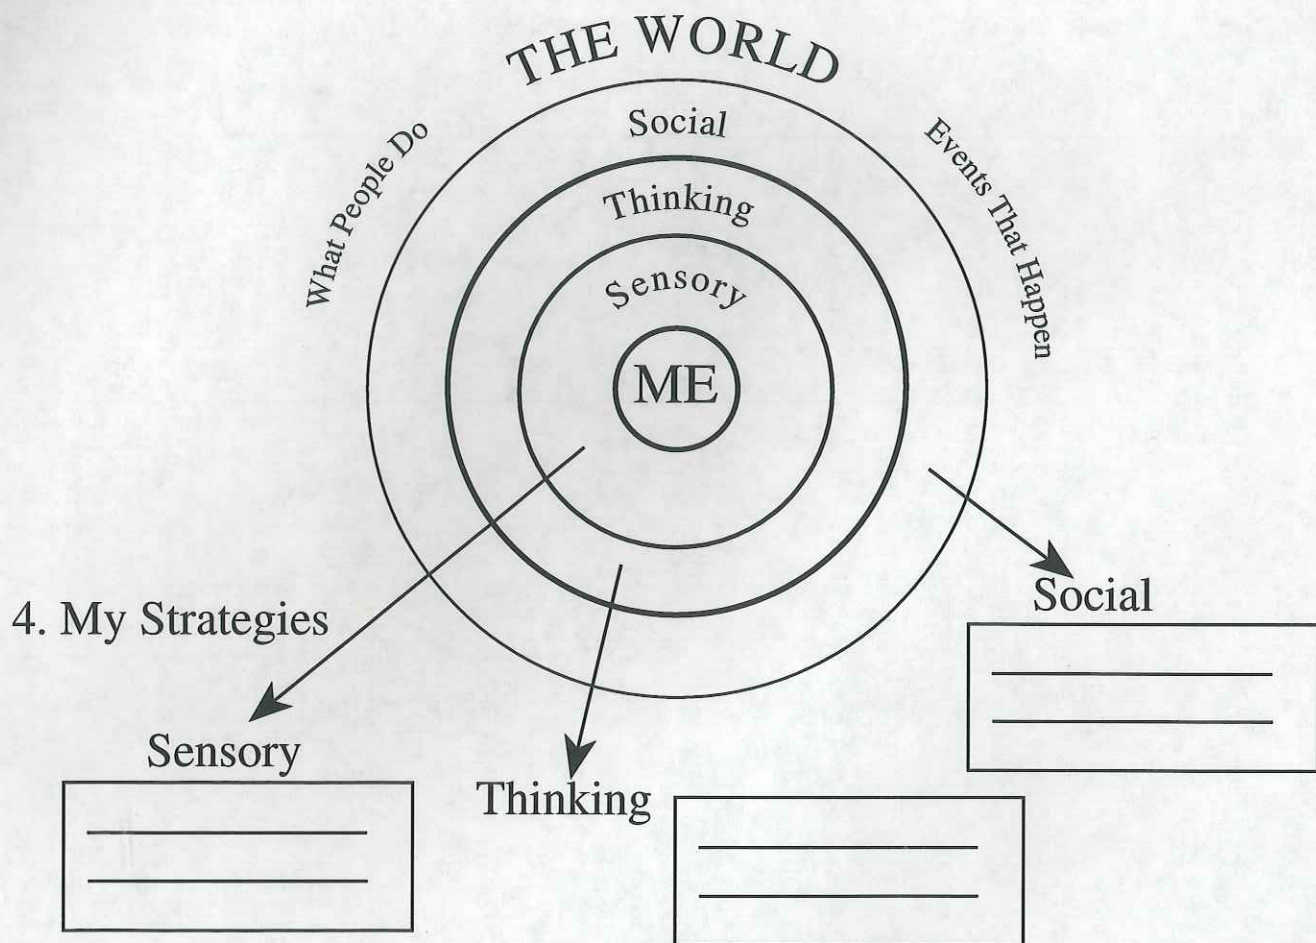 THE WORLD
What People Do
Events That Happen
Social
Thinking
Sensory
ME
4. My Strategies
Social
Sensory
Thinking